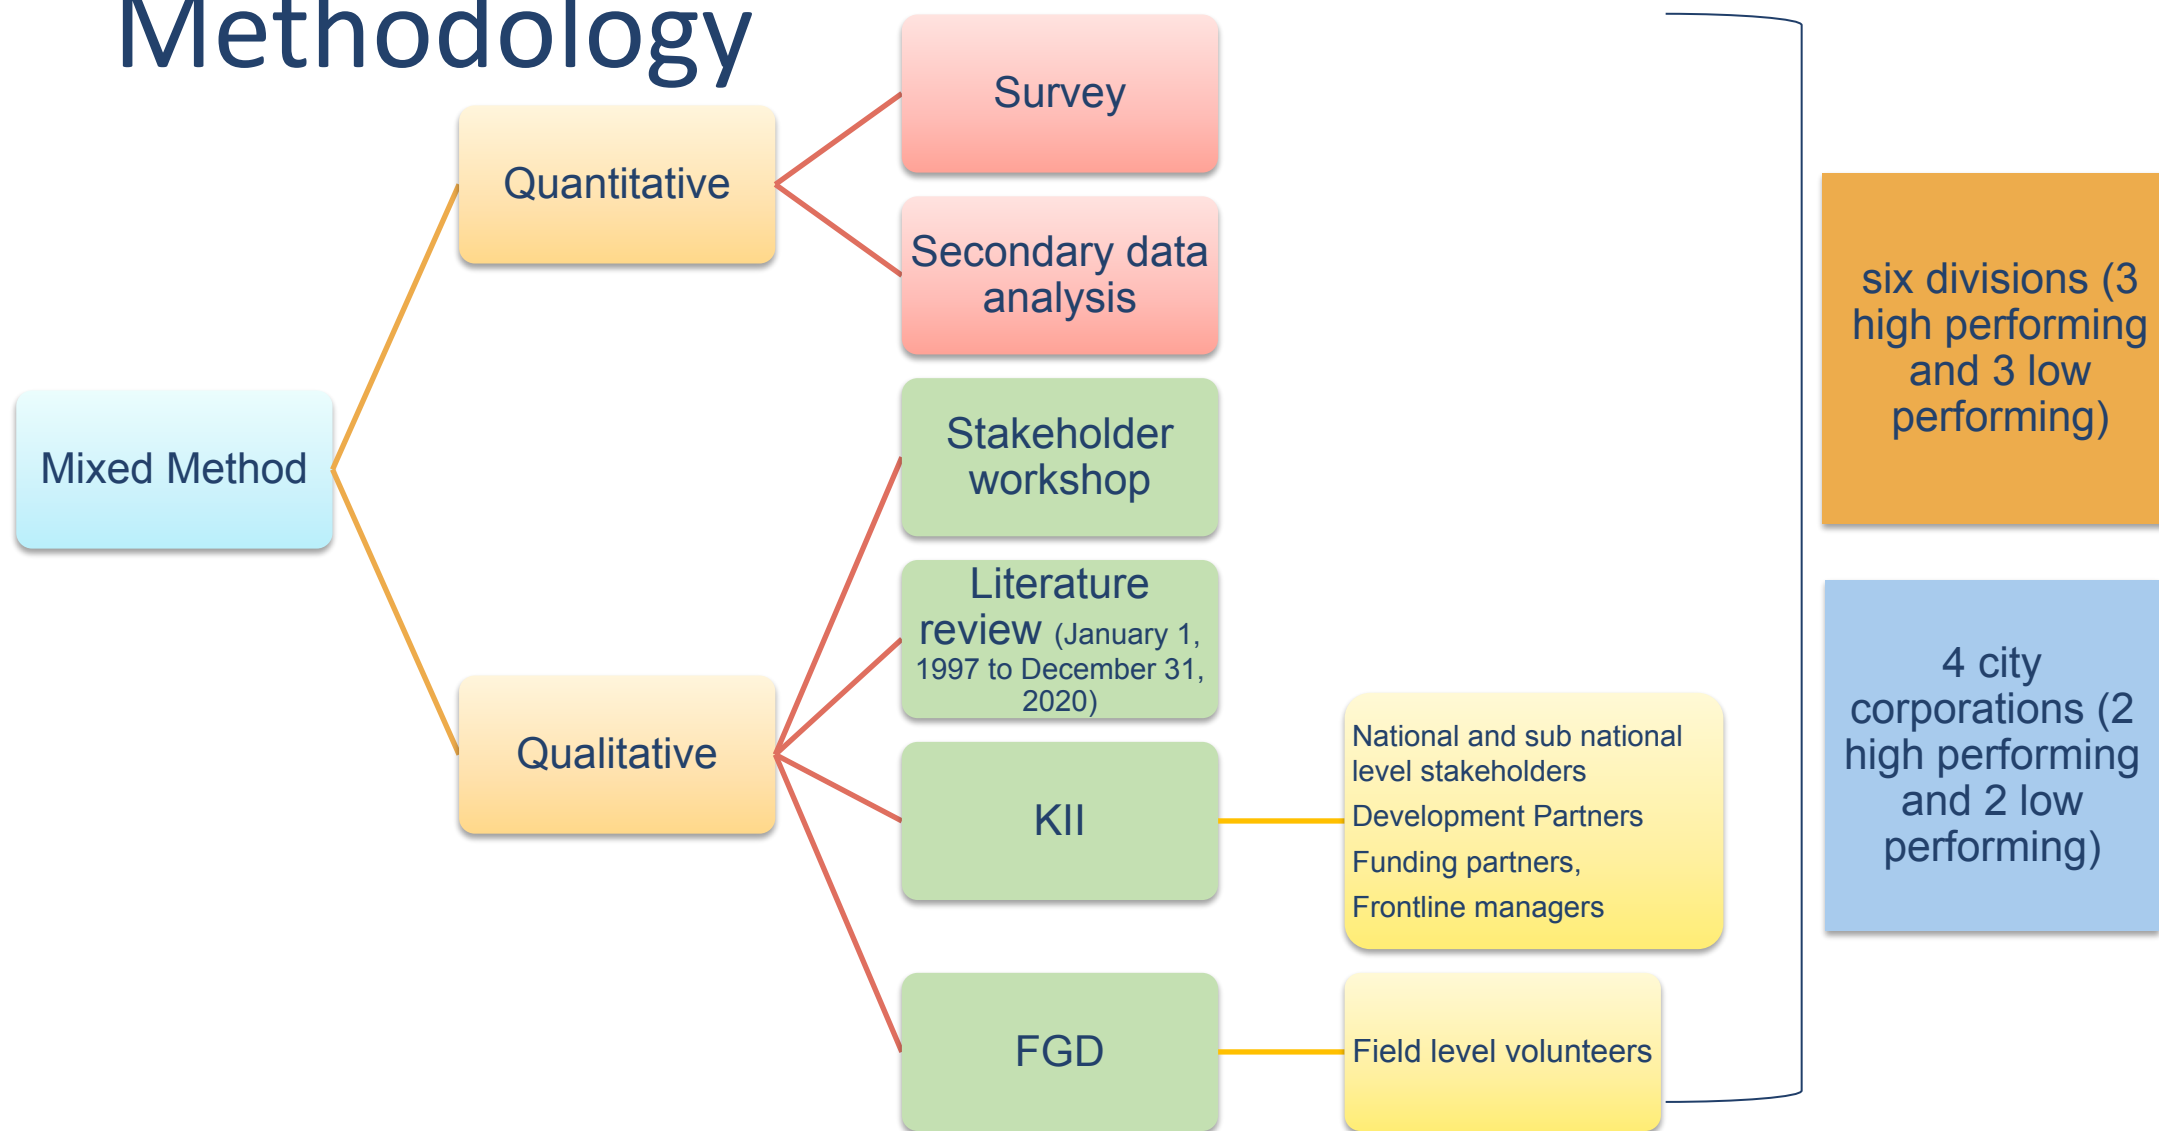 Methodology
Survey
Quantitative
Secondary data
analysis
Mixed Method
Stakeholder
workshop
Literature
review (January 1,
1997 to December 31,
2020)
Qualitative
KII
National and sub national
level stakeholders
Development Partners
Funding partners,
Frontline managers
FGD
Field level volunteers
six divisions (3
high performing
and 3 low
performing)
4 city
corporations (2
high performing
and 2 low
performing)